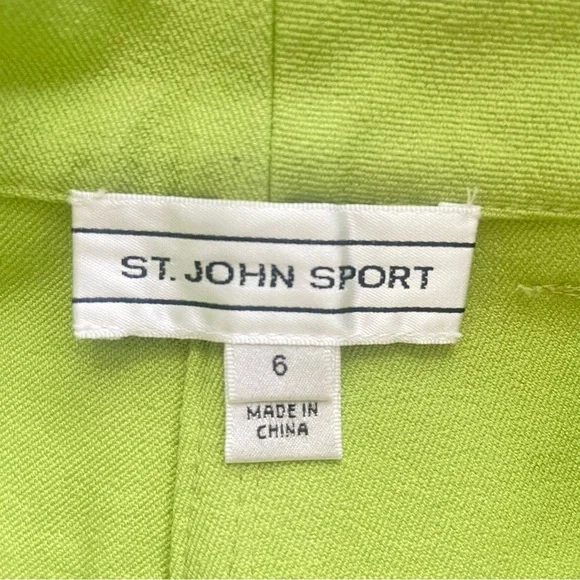 ST. JOHN SPORT
6
MADE IN
CHINA